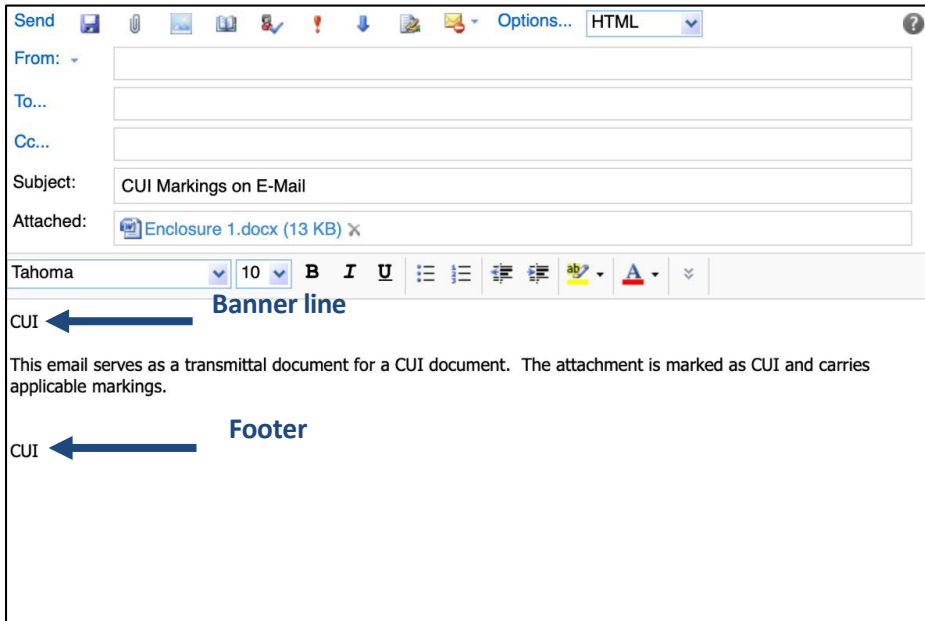 Send Options... HTML
From:
To...
Cc...
Subject: CUI Markings on E-Mail
Attached: Enclosure 1.docx (13 KB)
Tahoma 10 B I U ab A
Banner line
CUI
This email serves as a transmittal document for a CUI document. The attachment is marked as CUI and carries
applicable markings.
Footer
CUI